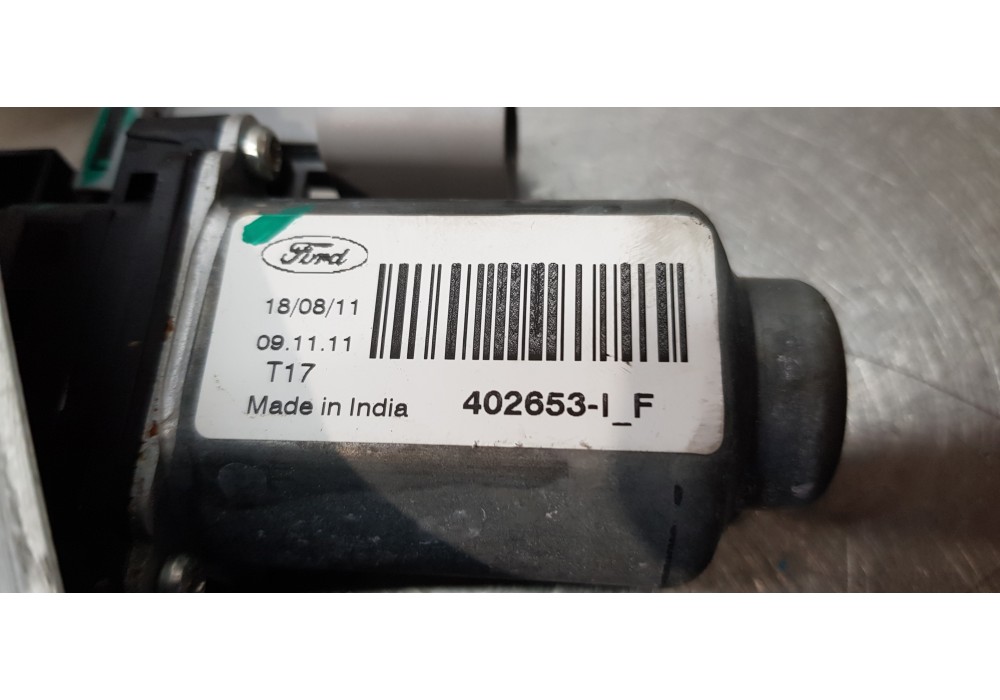 Ford
18/08/11
09.11.11
T17
Made in India
402653-I_F